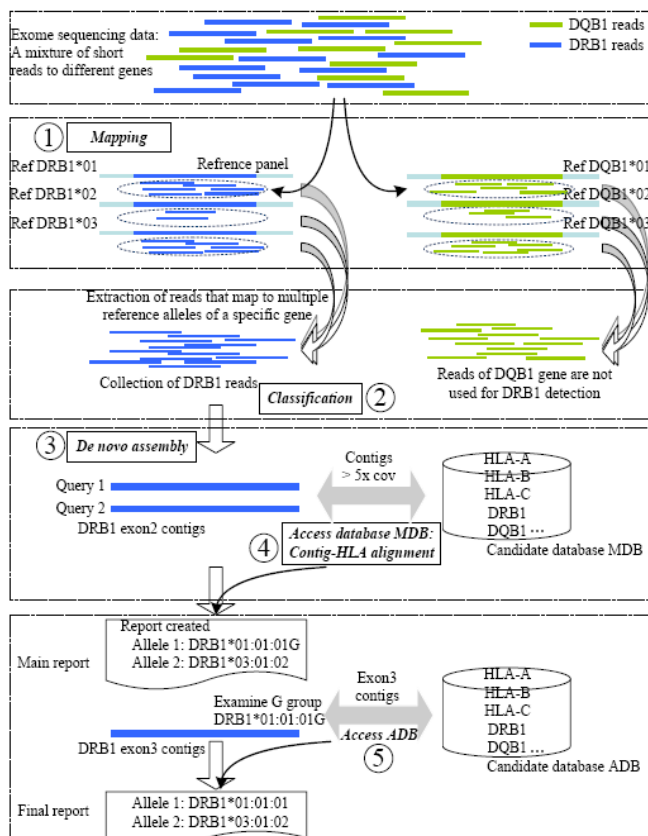 Exome sequencing data:
A mixture of short
reads to different genes
DQB1 reads
DRB1 reads
1 Mapping
Ref DRB1*01
Refrence panel
Ref DRB1*02
Ref DRB1*03
Ref DQB1*01
Ref DQB1*02
Ref DQB1*03
Extraction of reads that map to multiple
reference alleles of a specific gene
Collection of DRB1 reads
Reads of DQB1 gene are not
used for DRB1 detection
Classification 2
3 De novo assembly
Query 1
Query 2
DRB1 exon2 contigs
Contigs
> 5x cov
HLA-A
HLA-B
HLA-C
DRB1
DQB1 ...
Candidate database MDB
4 Access database MDB:
Contig-HLA alignment
Main report
Report created
Allele 1: DRB1*01:01:01G
Allele 2: DRB1*03:01:02
Examine G group
DRB1*01:01:01G
DRB1 exon3 contigs
Exon3
contigs
Access ADB
5
HLA-A
HLA-B
HLA-C
DRB1
DQB1 ...
Candidate database ADB
Final report
Allele 1: DRB1*01:01:01
Allele 2: DRB1*03:01:02